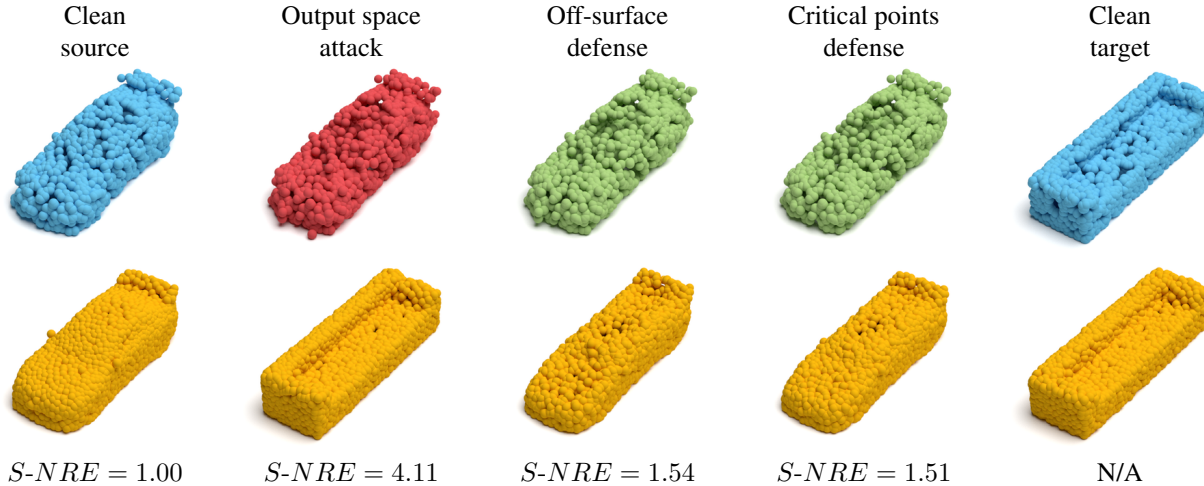 Clean
source
Output space
attack
Off-surface
defense
Critical points
defense
Clean
target
S-NRE = 1.00
S-NRE = 4.11
S-NRE = 1.54
S-NRE = 1.51
N/A